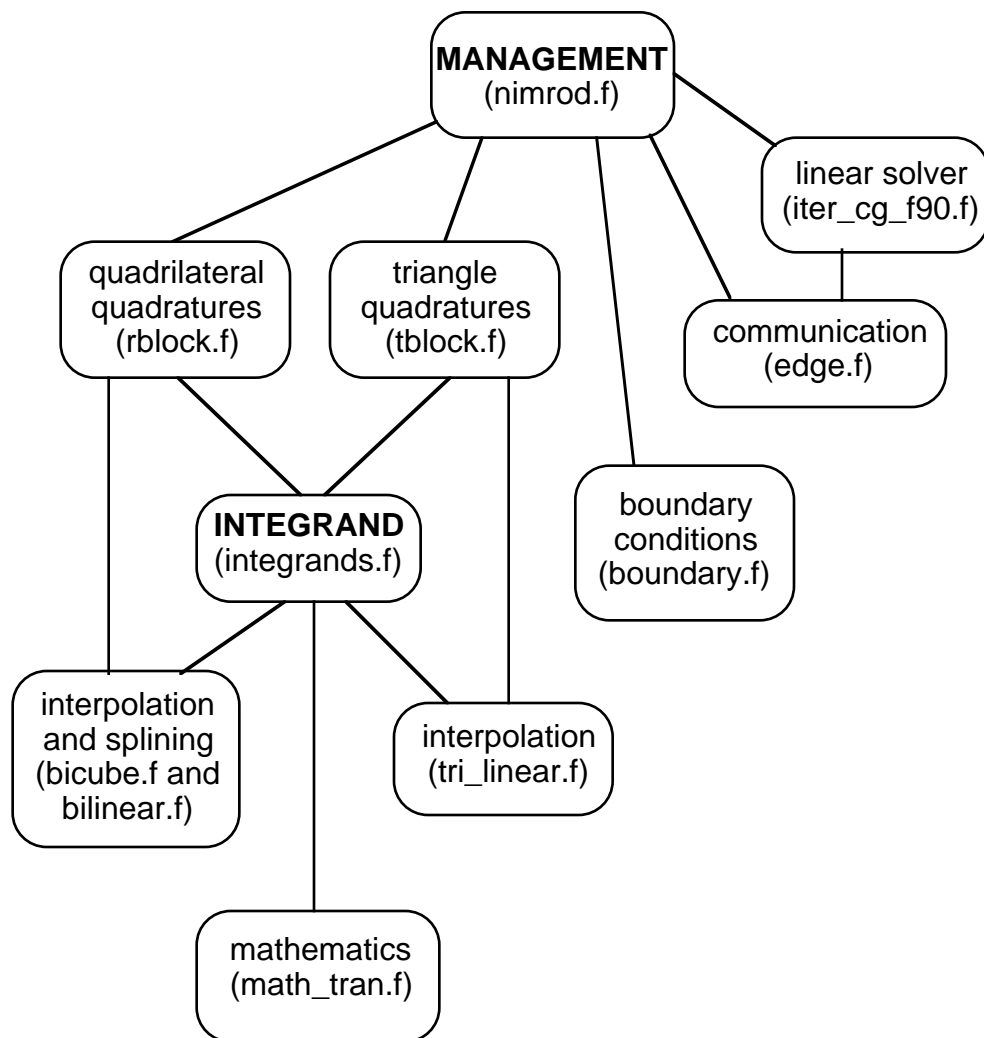 MANAGEMENT
(nimrod.f)
linear solver
(iter_cg_f90.f)
quadrilateral
quadratures
(rblock.f)
triangle
quadratures
(tblock.f)
communication
(edge.f)
INTEGRAND
(integrands.f)
boundary
conditions
(boundary.f)
interpolation
and splining
(bicube.f and
bilinear.f)
interpolation
(tri_linear.f)
mathematics
(math_tran.f)